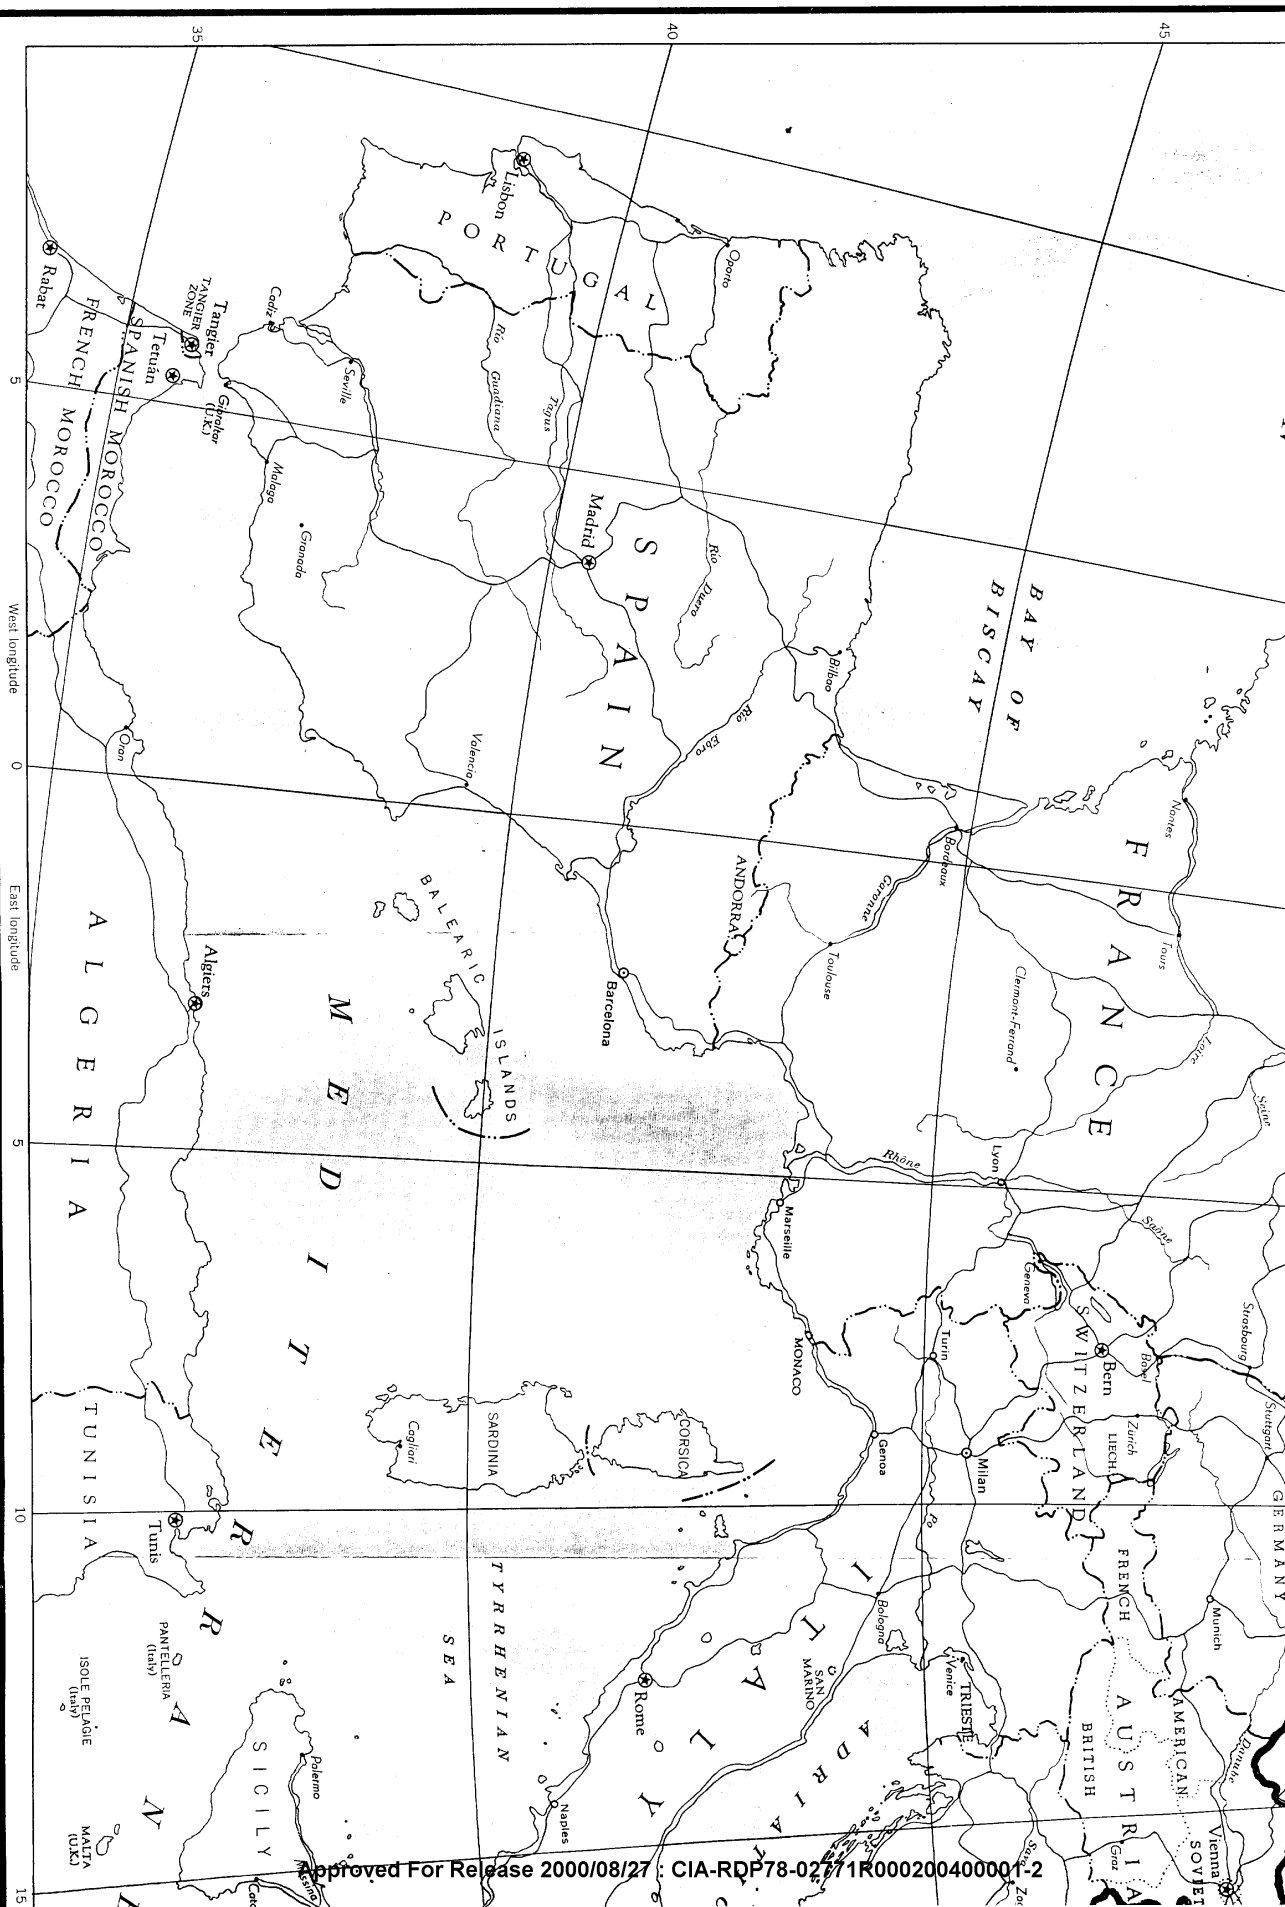 35
40
45
BAY OF
BISCAY
FRANCE
Nantes
Tours
Loire
Seine
Bordeaux
Garonne
Toulouse
Clermont-Ferrand
Lyon
Rhône
Saône
Marseille
MONACO
Strasbourg
Stuttgart
GERMANY
Munich
SWITZERLAND
Geneva
Bern
Basel
Zürich
LIECH.
FRENCH
AMERICAN
BRITISH
SOVIET
AUSTRIA
Vienna
Graz
Danube
PORTUGAL
Lisbon
Oporto
SPAIN
Madrid
Bilbao
Río Duero
Río Ebro
Tagus
Río Guadiana
Seville
Cadiz
Malaga
Granada
Valencia
Barcelona
ANDORRA
Gibraltar
(U.K.)
BALEARIC ISLANDS
Tangier
TANGIER
ZONE
Tetuán
SPANISH MOROCCO
FRENCH MOROCCO
Rabat
ALGERIA
Oran
Algiers
TUNISIA
Tunis
MEDITERRAN
CORSICA
SARDINIA
Cagliari
ITALY
Turin
Milan
Genoa
Po
Bologna
Venice
TRIESTE
SAN
MARINO
Rome
Naples
ADRIATI
TYRRHENIAN
SEA
SICILY
Palermo
PANTELLERIA
(Italy)
ISOLE PELAGIE
(Italy)
MALTA
(U.K.)
5
West longitude
0
East longitude
5
10
15
Approved For Release 2000/08/27 : CIA-RDP78-02771R000200400001-2